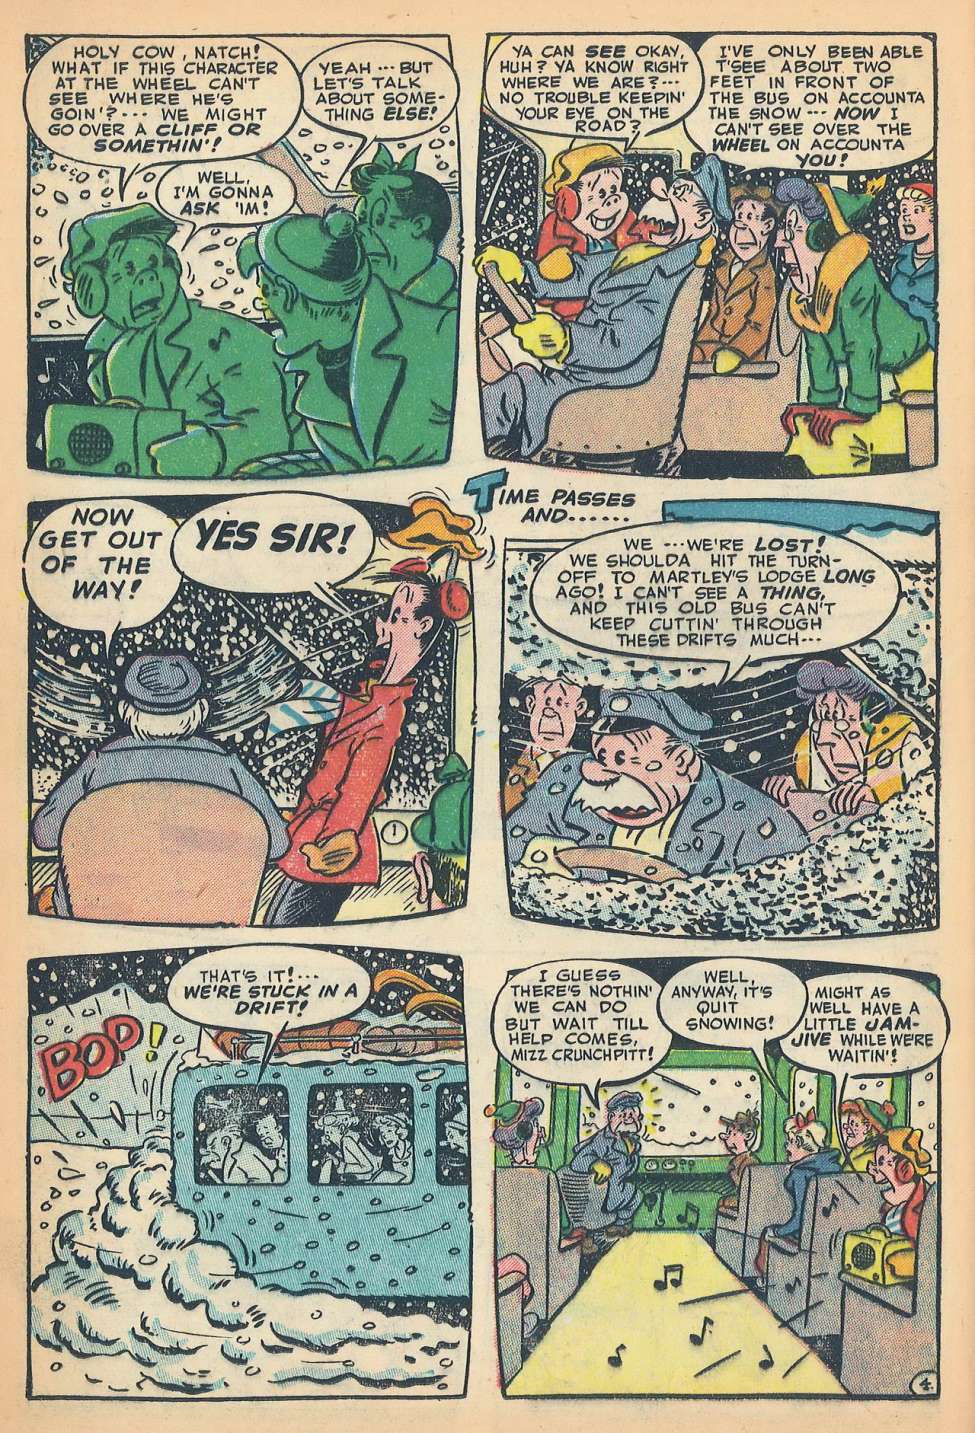 HOLY COW, NATCH!
WHAT IF THIS CHARACTER
AT THE WHEEL CAN'T
SEE WHERE HE'S
GOIN'?--- WE MIGHT
GO OVER A CLIFF OR
SOMETHIN'!
YEAH --- BUT
LET'S TALK
ABOUT SOME-
THING ELSE!
WELL,
I'M GONNA
ASK 'IM!
YA CAN SEE OKAY,
HUH? YA KNOW RIGHT
WHERE WE ARE?---
NO TROUBLE KEEPIN'
YOUR EYE ON THE
ROAD?
I'VE ONLY BEEN ABLE
T'SEE ABOUT TWO
FEET IN FRONT OF
THE BUS ON ACCOUNTA
THE SNOW --- NOW I
CAN'T SEE OVER THE
WHEEL ON ACCOUNTA
YOU!
NOW
GET OUT
OF THE
WAY!
YES SIR!
TIME PASSES
AND......
WE ---WE'RE LOST!
WE SHOULDA HIT THE TURN-
OFF TO MARTLEY'S LODGE LONG
AGO! I CAN'T SEE A THING,
AND THIS OLD BUS CAN'T
KEEP CUTTIN' THROUGH
THESE DRIFTS MUCH---
BOP!
THAT'S IT!---
WE'RE STUCK IN A
DRIFT!
I GUESS
THERE'S NOTHIN'
WE CAN DO
BUT WAIT TILL
HELP COMES,
MIZZ CRUNCHPITT!
WELL,
ANYWAY, IT'S
QUIT
SNOWING!
MIGHT AS
WELL HAVE A
LITTLE JAM-
JIVE WHILE WE'RE
WAITIN'!
4.